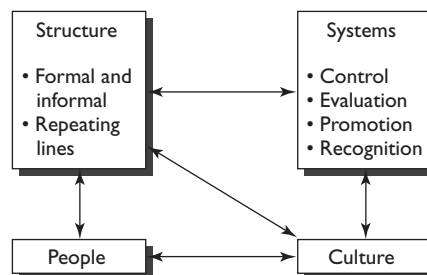 Structure
• Formal and
informal
• Repeating
lines
Systems
• Control
• Evaluation
• Promotion
• Recognition
People
Culture